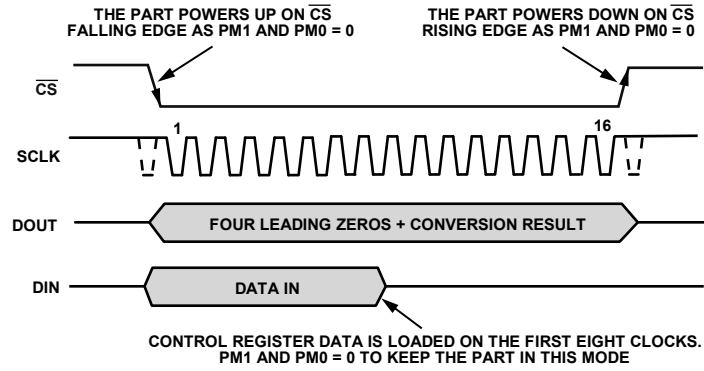 THE PART POWERS UP ON CS
FALLING EDGE AS PM1 AND PM0 = 0
THE PART POWERS DOWN ON CS
RISING EDGE AS PM1 AND PM0 = 0
CS
1
16
SCLK
DOUT
FOUR LEADING ZEROS + CONVERSION RESULT
DIN
DATA IN
CONTROL REGISTER DATA IS LOADED ON THE FIRST EIGHT CLOCKS.
PM1 AND PM0 = 0 TO KEEP THE PART IN THIS MODE